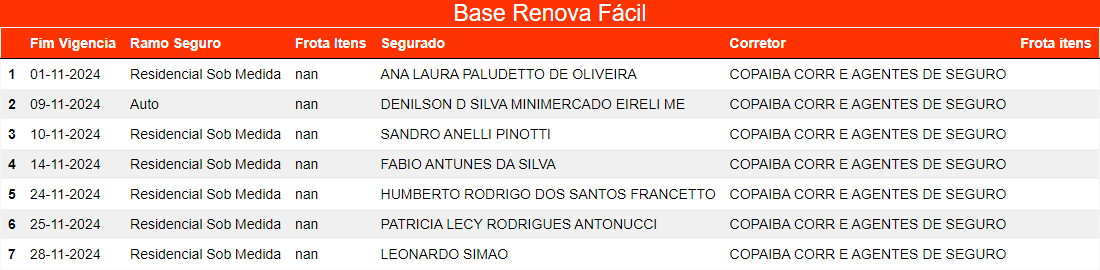 Base Renova Fácil
Fim Vigencia Ramo Seguro Frota Itens Segurado Corretor Frota itens
1 01-11-2024 Residencial Sob Medida nan ANA LAURA PALUDETTO DE OLIVEIRA COPAIBA CORR E AGENTES DE SEGURO
2 09-11-2024 Auto nan DENILSON D SILVA MINIMERCADO EIRELI ME COPAIBA CORR E AGENTES DE SEGURO
3 10-11-2024 Residencial Sob Medida nan SANDRO ANELLI PINOTTI COPAIBA CORR E AGENTES DE SEGURO
4 14-11-2024 Residencial Sob Medida nan FABIO ANTUNES DA SILVA COPAIBA CORR E AGENTES DE SEGURO
5 24-11-2024 Residencial Sob Medida nan HUMBERTO RODRIGO DOS SANTOS FRANCETTO COPAIBA CORR E AGENTES DE SEGURO
6 25-11-2024 Residencial Sob Medida nan PATRICIA LECY RODRIGUES ANTONUCCI COPAIBA CORR E AGENTES DE SEGURO
7 28-11-2024 Residencial Sob Medida nan LEONARDO SIMAO COPAIBA CORR E AGENTES DE SEGURO